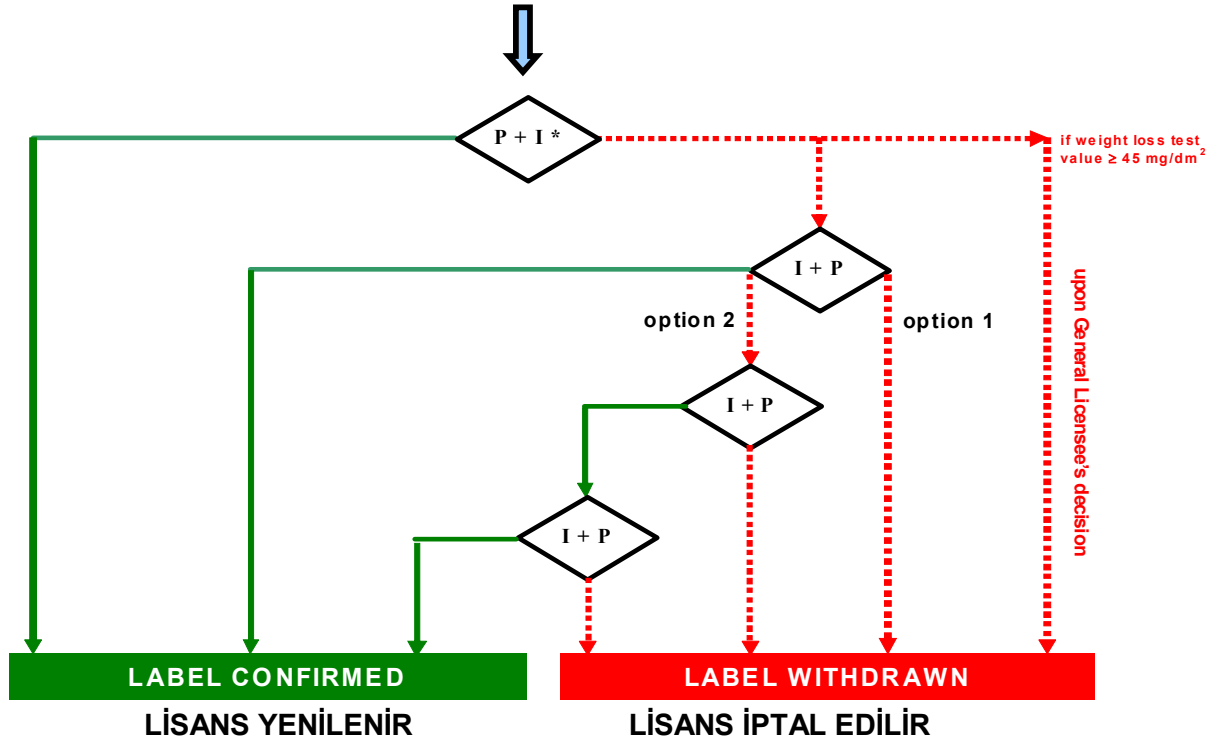 P + I *
if weight loss test
value ≥ 45 mg/dm²
I + P
option 2
option 1
upon General Licensee's decision
I + P
I + P
LABEL CONFIRMED
LABEL WITHDRAWN
LİSANS YENİLENİR
LİSANS İPTAL EDİLİR